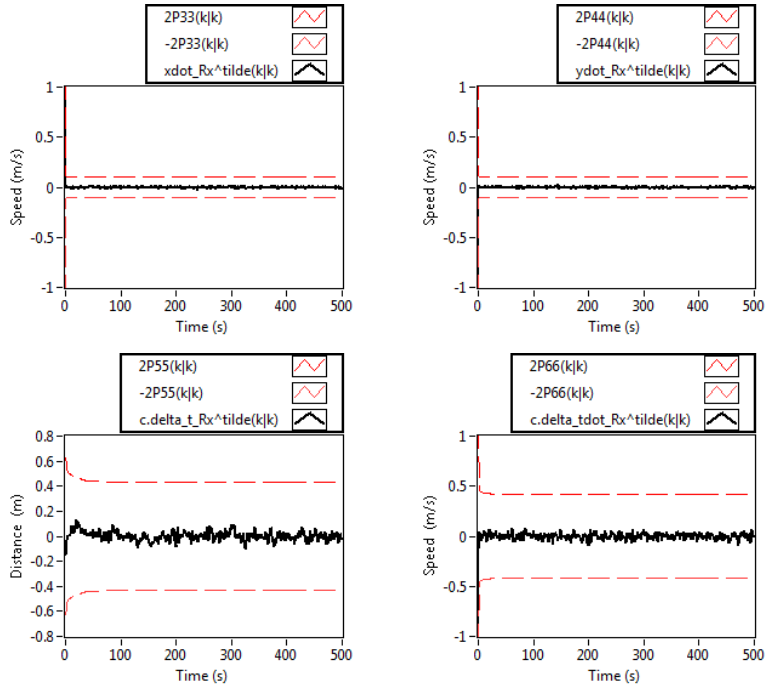 2P33(k|k)
-2P33(k|k)
xdot_Rx^tilde(k|k)
1
0.5
0
-0.5
-1
Speed (m/s)
0 100 200 300 400 500
Time (s)
2P44(k|k)
-2P44(k|k)
ydot_Rx^tilde(k|k)
1
0.5
0
-0.5
-1
Speed (m/s)
0 100 200 300 400 500
Time (s)
2P55(k|k)
-2P55(k|k)
c.delta_t_Rx^tilde(k|k)
0.8
0.6
0.4
0.2
0
-0.2
-0.4
-0.6
-0.8
Distance (m)
0 100 200 300 400 500
Time (s)
2P66(k|k)
-2P66(k|k)
c.delta_tdot_Rx^tilde(k|k)
1
0.5
0
-0.5
-1
Speed (m/s)
0 100 200 300 400 500
Time (s)